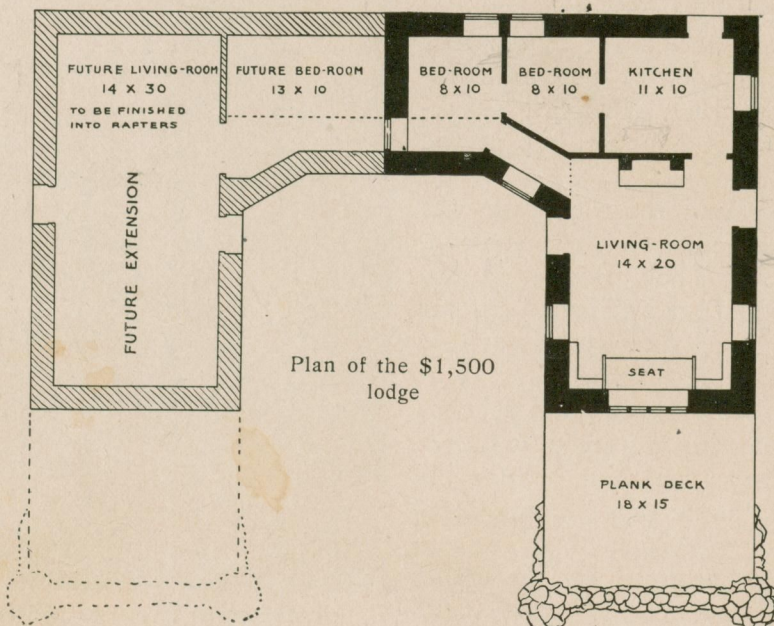 FUTURE LIVING-ROOM
14 X 30
TO BE FINISHED
INTO RAFTERS
FUTURE EXTENSION
FUTURE BED-ROOM
13 X 10
BED-ROOM
8 X 10
BED-ROOM
8 X 10
KITCHEN
11 X 10
LIVING-ROOM
14 X 20
SEAT
Plan of the $1,500
lodge
PLANK DECK
18 X 15